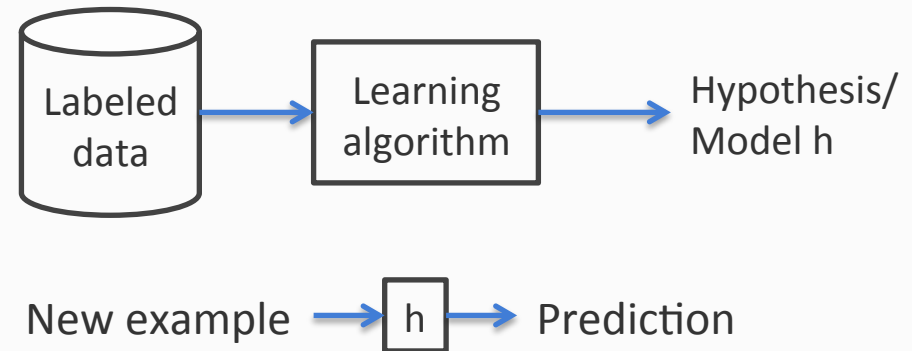 Labeled
data
Learning
algorithm
Hypothesis/
Model h
New example
h
Prediction